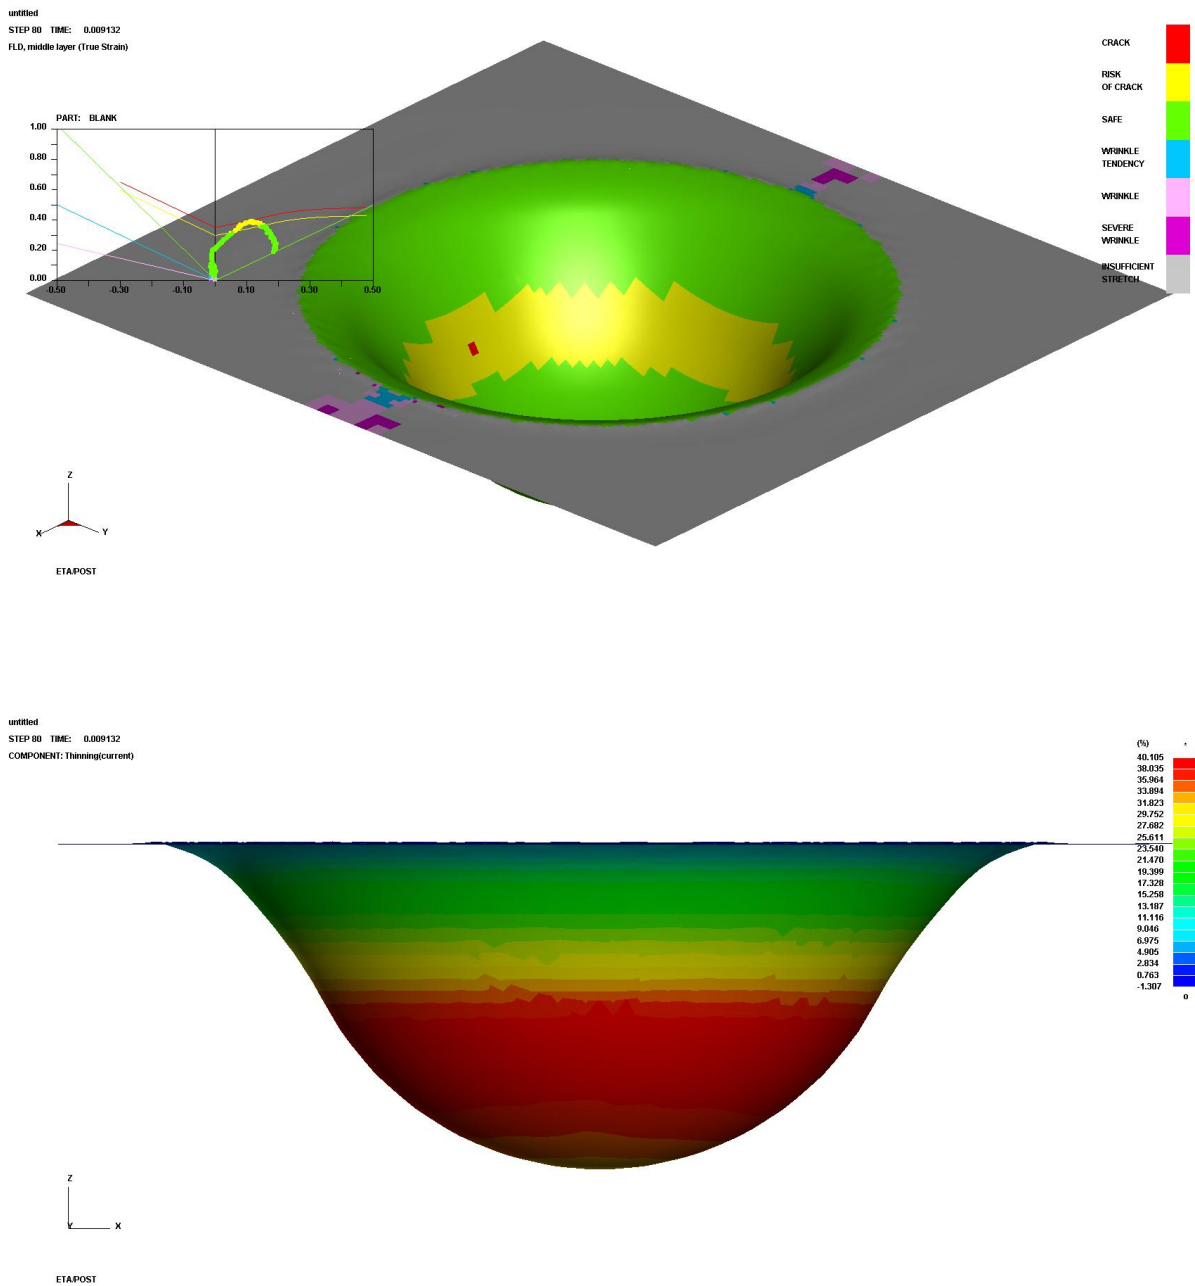 untitled
STEP 80 TIME: 0.009132
FLD, middle layer (True Strain)
CRACK
RISK
OF CRACK
SAFE
WRINKLE
TENDENCY
WRINKLE
SEVERE
WRINKLE
INSUFFICIENT
STRETCH
PART: BLANK
1.00
0.80
0.60
0.40
0.20
0.00
-0.50 -0.30 -0.10 0.10 0.30 0.50
Z
X Y
ETA/POST
untitled
STEP 80 TIME: 0.009132
COMPONENT: Thinning(current)
(%)
40.105
38.035
35.964
33.894
31.823
29.752
27.682
25.611
23.540
21.470
19.399
17.328
15.258
13.187
11.116
9.046
6.975
4.905
2.834
0.763
-1.307
0
Z
Y X
ETA/POST